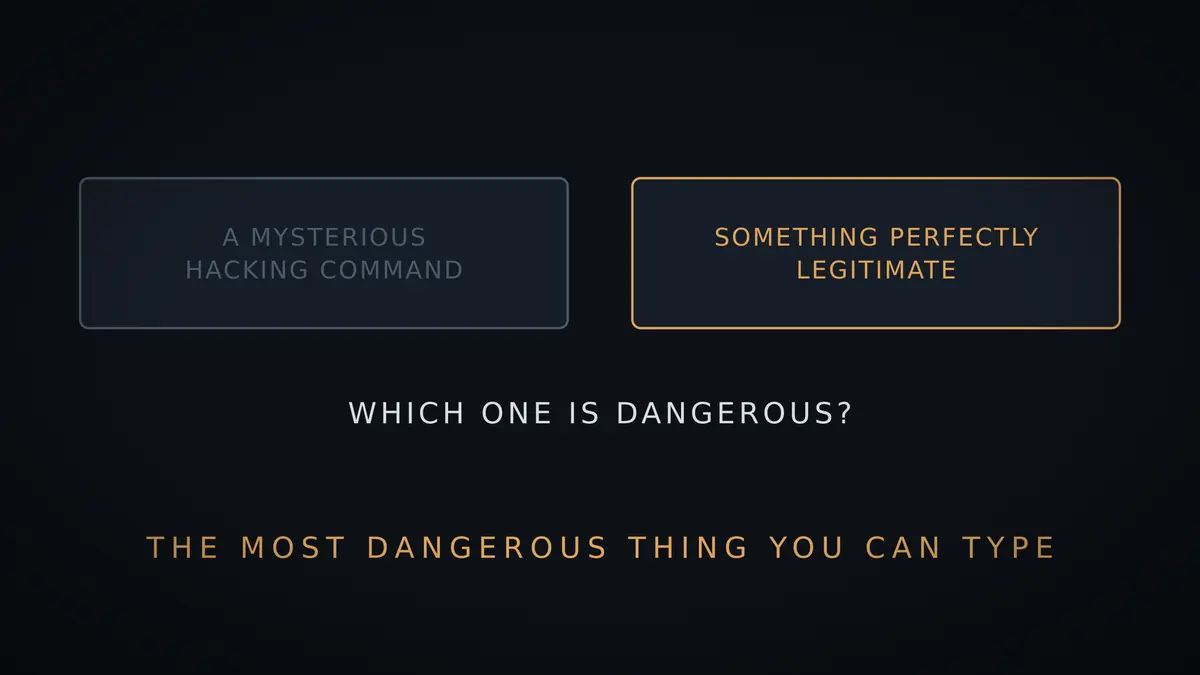 A MYSTERIOUS
HACKING COMMAND
SOMETHING PERFECTLY
LEGITIMATE
WHICH ONE IS DANGEROUS?
THE MOST DANGEROUS THING YOU CAN TYPE